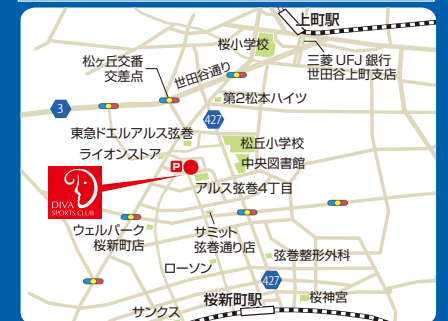 上町駅
桜小学校
松ヶ丘交番
交差点
世田谷通り
三菱UFJ銀行
世田谷上町支店
第2松本ハイツ
3
427
東急ドエルアルス弦巻
松丘小学校
ライオンストア
P
中央図書館
DIVA
SPORTS CLUB
アルス弦巻4丁目
ウェルパーク
桜新町店
サミット
弦巻通り店
弦巻整形外科
ローソン
427
桜新町駅
桜神宮
サンクス